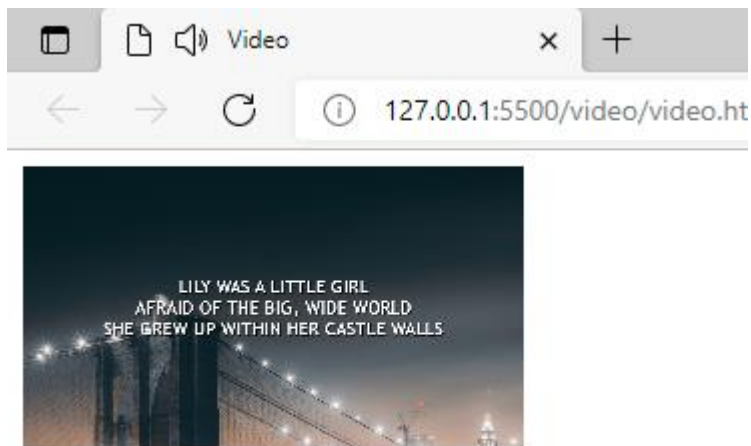 Video
127.0.0.1:5500/video/video.ht
LILY WAS A LITTLE GIRL
AFRAID OF THE BIG, WIDE WORLD
SHE GREW UP WITHIN HER CASTLE WALLS